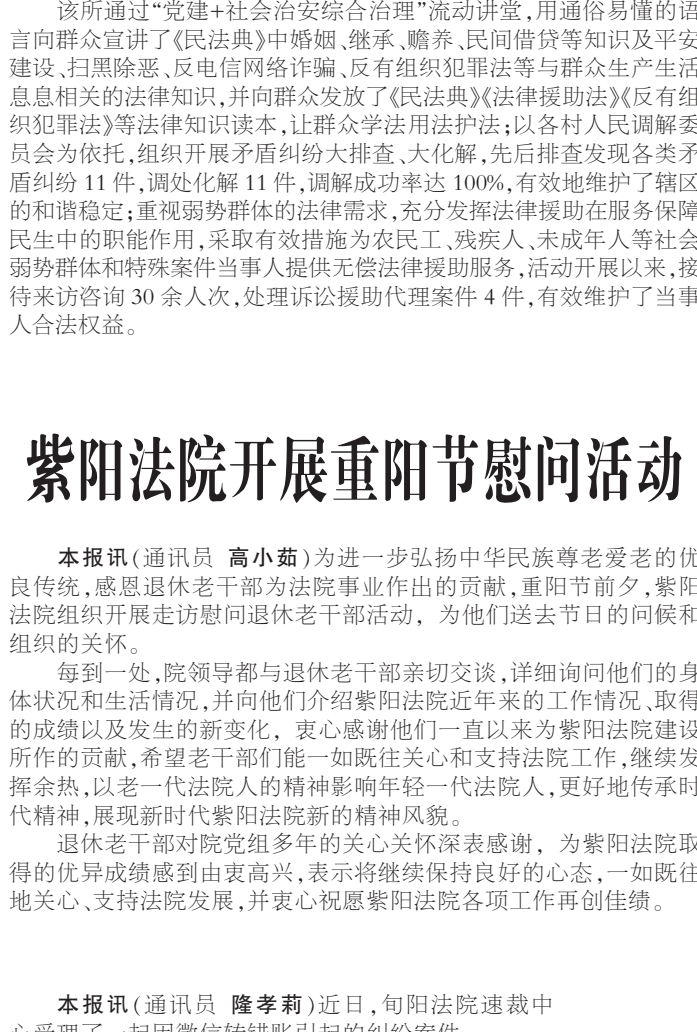 该所通过“党建+社会治安综合治理”流动讲堂,用通俗易懂的语
言向群众宣讲了《民法典》中婚姻、继承、赡养、民间借贷等知识及平安
建设、扫黑除恶、反电信网络诈骗、反有组织犯罪法等与群众生产生活
息息相关的法律知识,并向群众发放了《民法典》《法律援助法》《反有组
织犯罪法》等法律知识读本,让群众学法用法护法;以各村人民调解委
员会为依托,组织开展矛盾纠纷大排查、大化解,先后排查发现各类矛
盾纠纷 11 件,调处化解 11 件,调解成功率达 100%,有效地维护了辖区
的和谐稳定;重视弱势群体的法律需求,充分发挥法律援助在服务保障
民生中的职能作用,采取有效措施为农民工、残疾人、未成年人等社会
弱势群体和特殊案件当事人提供无偿法律援助服务,活动开展以来,接
待来访咨询 30 余人次,处理诉讼援助代理案件 4 件,有效维护了当事
人合法权益。
紫阳法院开展重阳节慰问活动
本报讯(通讯员 高小茹)为进一步弘扬中华民族尊老爱老的优
良传统,感恩退休老干部为法院事业作出的贡献,重阳节前夕,紫阳
法院组织开展走访慰问退休老干部活动，为他们送去节日的问候和
组织的关怀。
每到一处,院领导都与退休老干部亲切交谈,详细询问他们的身
体状况和生活情况,并向他们介绍紫阳法院近年来的工作情况、取得
的成绩以及发生的新变化，衷心感谢他们一直以来为紫阳法院建设
所作的贡献,希望老干部们能一如既往关心和支持法院工作,继续发
挥余热,以老一代法院人的精神影响年轻一代法院人,更好地传承时
代精神,展现新时代紫阳法院新的精神风貌。
退休老干部对院党组多年的关心关怀深表感谢，为紫阳法院取
得的优异成绩感到由衷高兴,表示将继续保持良好的心态,一如既往
地关心、支持法院发展,并衷心祝愿紫阳法院各项工作再创佳绩。
本报讯(通讯员 隆孝莉)近日,旬阳法院速裁中
心受理了一起因微信转错账引起的纠纷案件